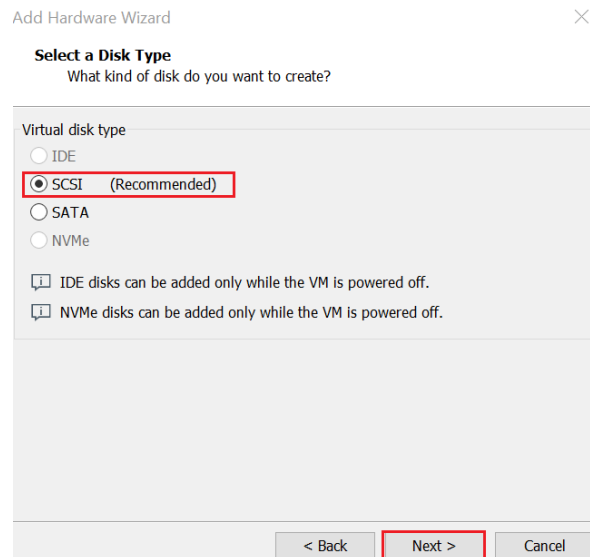 Add Hardware Wizard
Select a Disk Type
What kind of disk do you want to create?
Virtual disk type
IDE
SCSI (Recommended)
SATA
NVMe
IDE disks can be added only while the VM is powered off.
NVMe disks can be added only while the VM is powered off.
< Back Next > Cancel